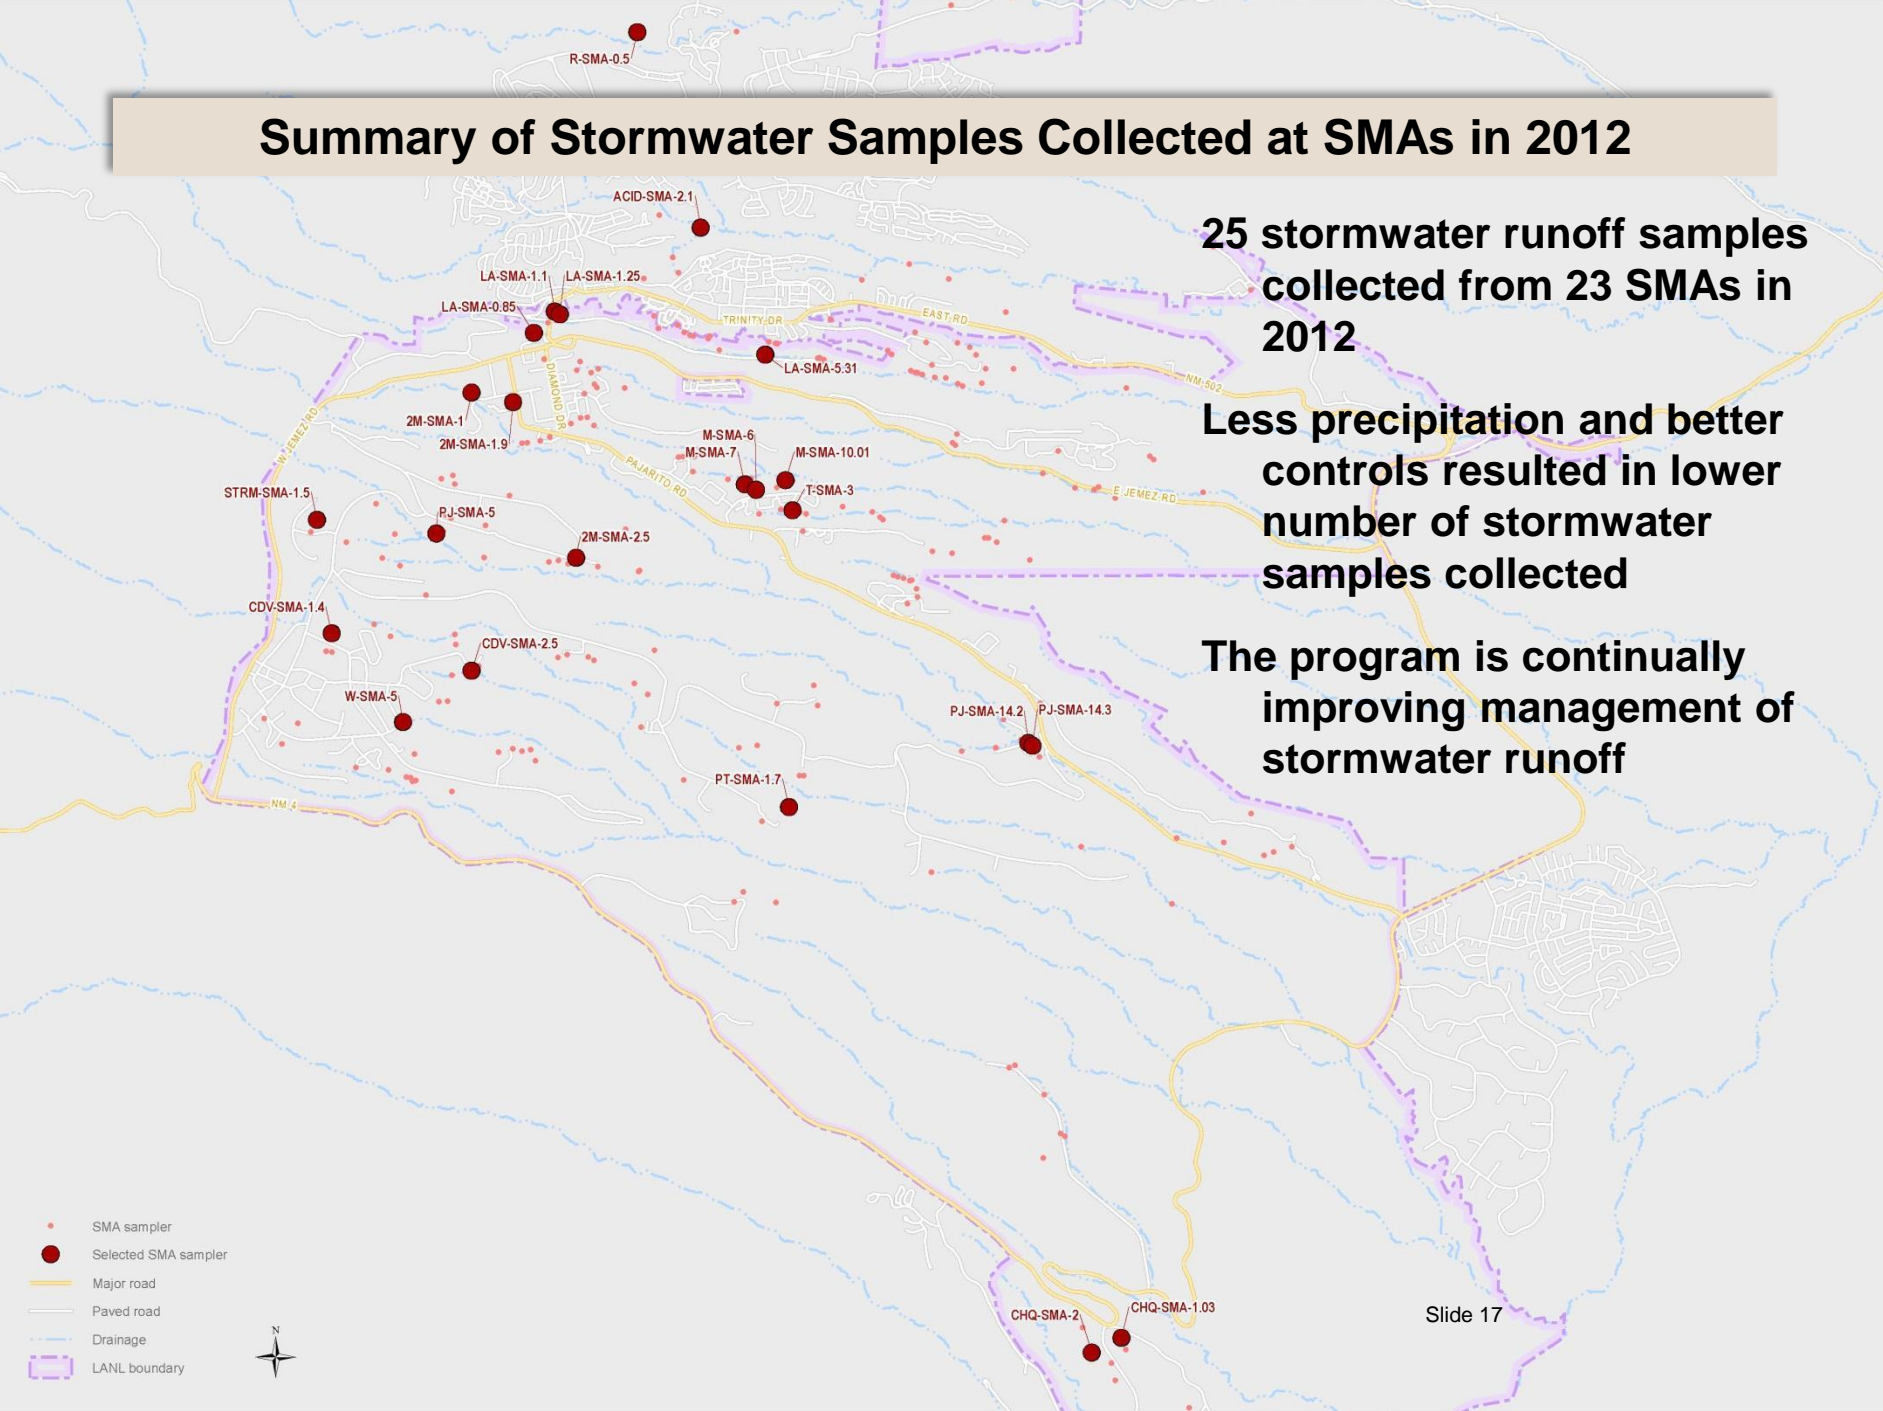 R-SMA-0.5
Summary of Stormwater Samples Collected at SMAs in 2012
ACID-SMA-2.1
LA-SMA-1.1
LA-SMA-1.25
LA-SMA-0.85
TRINITY DR
EAST RD
LA-SMA-5.31
NM-502
DIAMOND DR
W JEMEZ RD
2M-SMA-1
2M-SMA-1.9
M-SMA-6
M-SMA-7
M-SMA-10.01
PAJARITO RD
T-SMA-3
E JEMEZ RD
STRM-SMA-1.5
PJ-SMA-5
2M-SMA-2.5
CDV-SMA-1.4
CDV-SMA-2.5
W-SMA-5
PJ-SMA-14.2
PJ-SMA-14.3
PT-SMA-1.7
NM 4
25 stormwater runoff samples
collected from 23 SMAs in
2012
Less precipitation and better
controls resulted in lower
number of stormwater
samples collected
The program is continually
improving management of
stormwater runoff
SMA sampler
Selected SMA sampler
Major road
Paved road
Drainage
LANL boundary
N
CHQ-SMA-2
CHQ-SMA-1.03
Slide 17